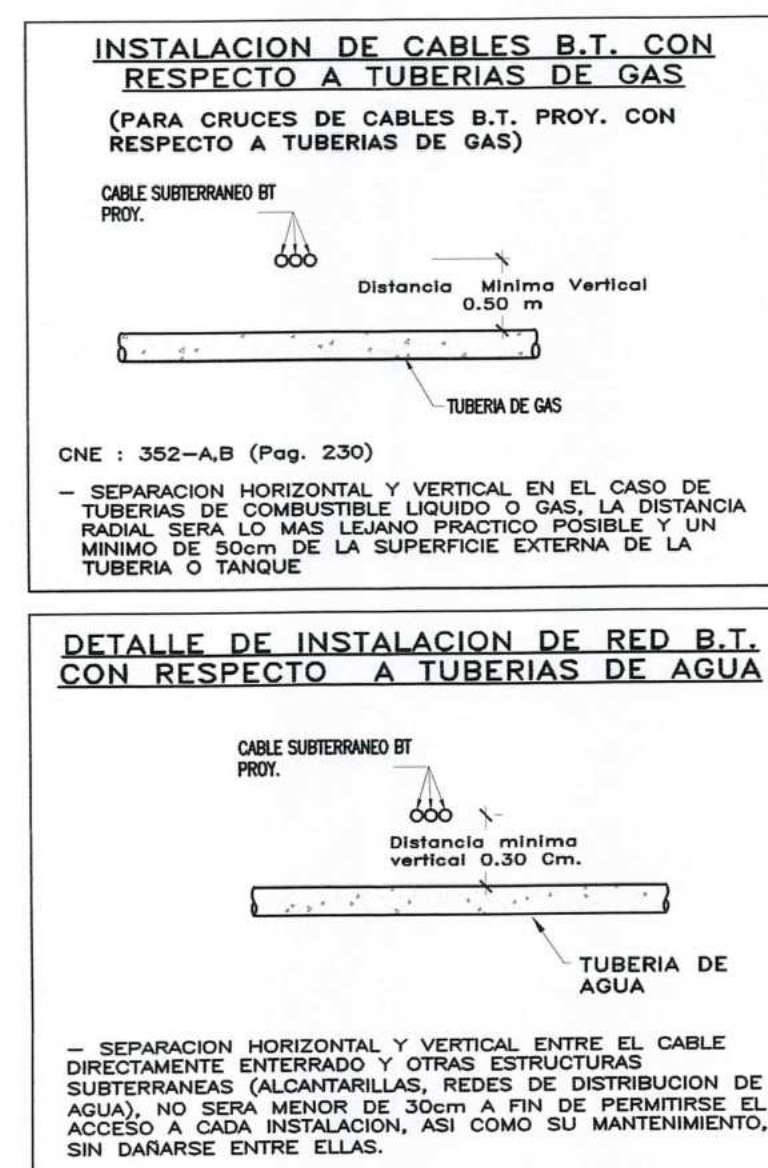 INSTALACION DE CABLES B.T. CON
RESPECTO A TUBERIAS DE GAS
(PARA CRUCES DE CABLES B.T. PROY. CON
RESPECTO A TUBERIAS DE GAS)
CABLE SUBTERRANEO BT
PROY.
Distancia Minima Vertical
0.50 m
TUBERIA DE GAS
CNE : 352-A,B (Pag. 230)
- SEPARACION HORIZONTAL Y VERTICAL EN EL CASO DE
TUBERIAS DE COMBUSTIBLE LIQUIDO O GAS, LA DISTANCIA
RADIAL SERA LO MAS LEJANO PRACTICO POSIBLE Y UN
MINIMO DE 50cm DE LA SUPERFICIE EXTERNA DE LA
TUBERIA O TANQUE
DETALLE DE INSTALACION DE RED B.T.
CON RESPECTO A TUBERIAS DE AGUA
CABLE SUBTERRANEO BT
PROY.
Distancia minima
vertical 0.30 Cm.
TUBERIA DE
AGUA
- SEPARACION HORIZONTAL Y VERTICAL ENTRE EL CABLE
DIRECTAMENTE ENTERRADO Y OTRAS ESTRUCTURAS
SUBTERRANEAS (ALCANTARILLAS, REDES DE DISTRIBUCION DE
AGUA), NO SERA MENOR DE 30cm A FIN DE PERMITIRSE EL
ACCESO A CADA INSTALACION, ASI COMO SU MANTENIMIENTO,
SIN DAÑARSE ENTRE ELLAS.